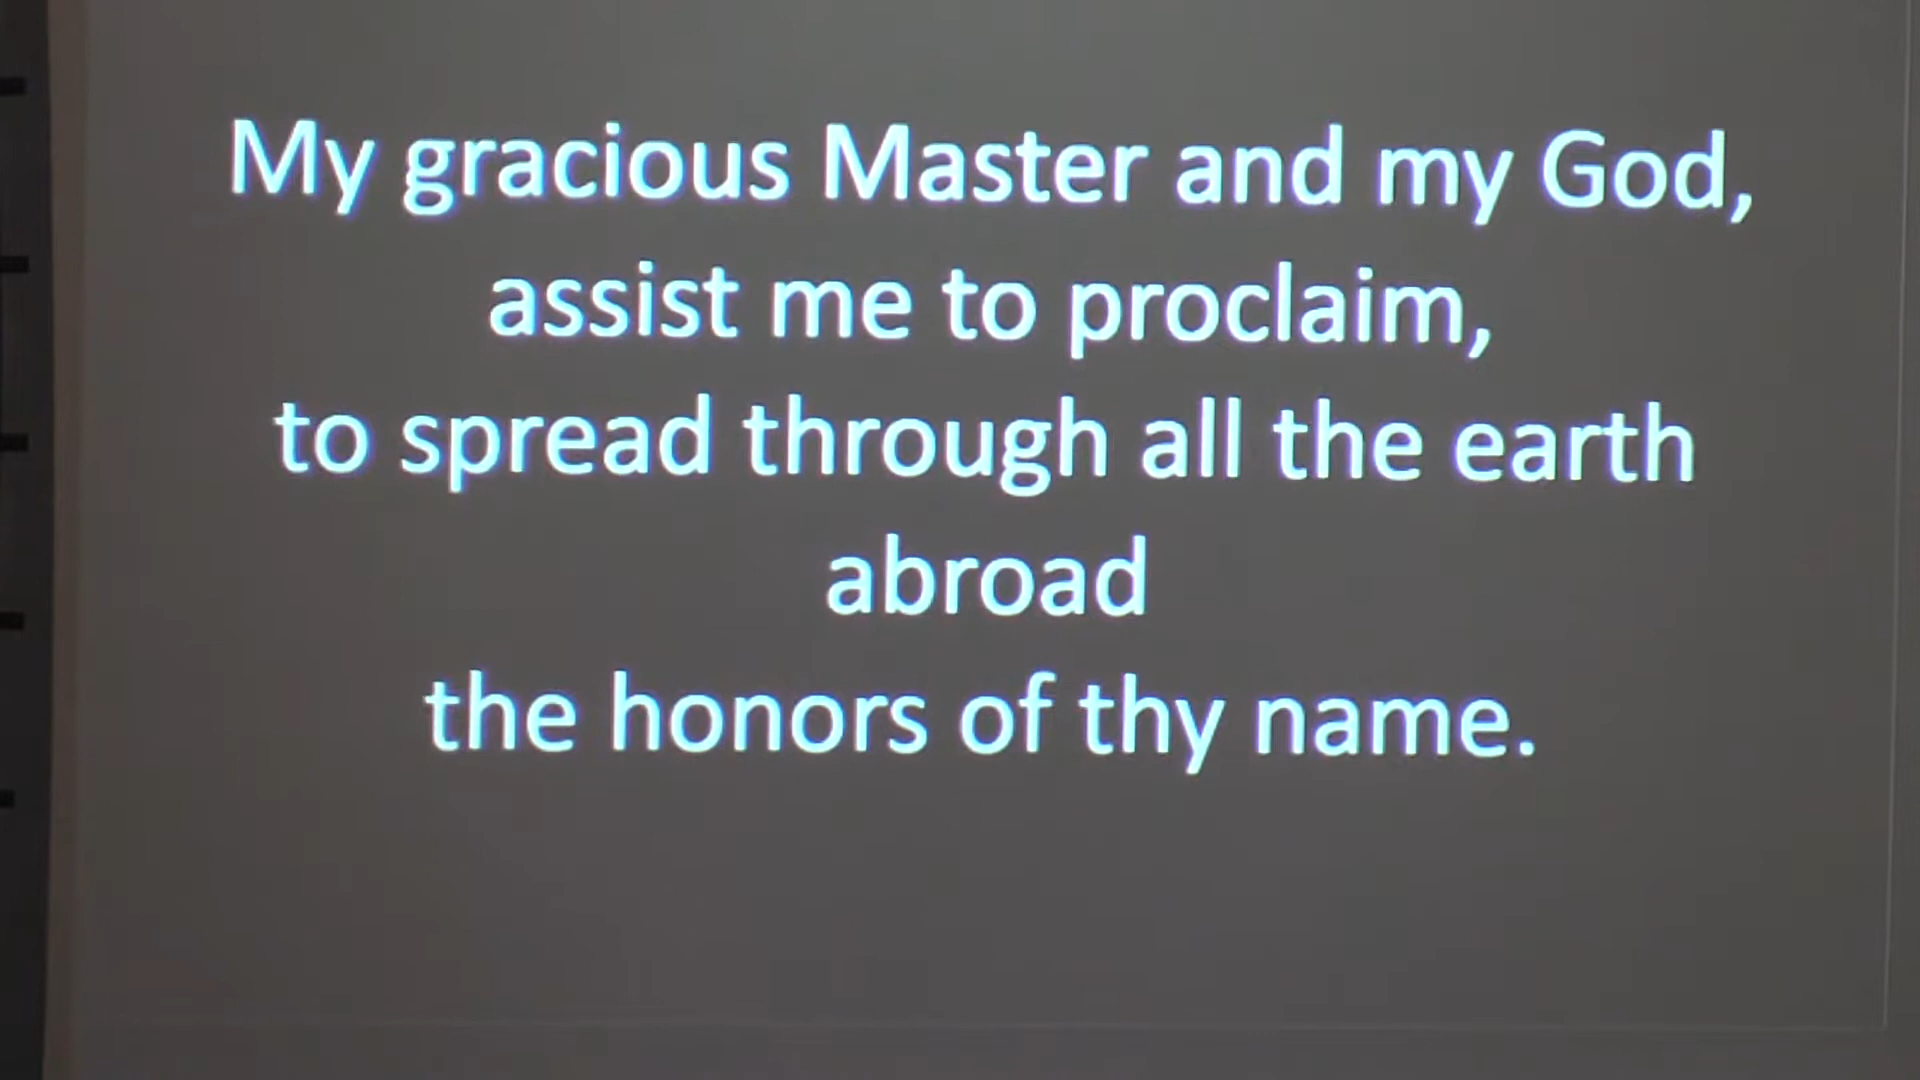 My gracious Master and my God,
assist me to proclaim,
to spread through all the earth
abroad
the honors of thy name.